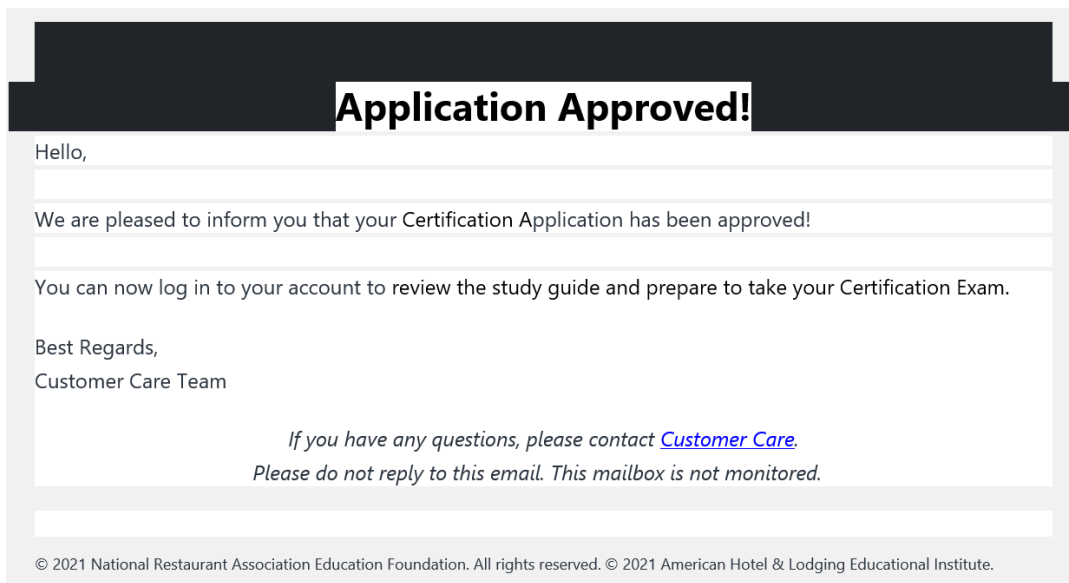 Application Approved!
Hello,
We are pleased to inform you that your Certification Application has been approved!
You can now log in to your account to review the study guide and prepare to take your Certification Exam.
Best Regards,
Customer Care Team
If you have any questions, please contact Customer Care.
Please do not reply to this email. This mailbox is not monitored.
© 2021 National Restaurant Association Education Foundation. All rights reserved. © 2021 American Hotel & Lodging Educational Institute.